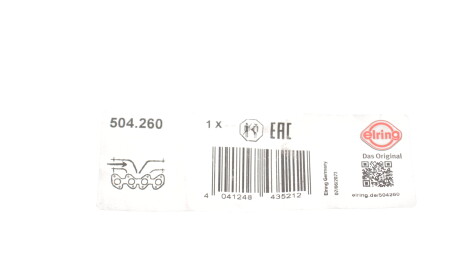 504.260
1 x
EAC
elring
Das Original
4 041248 435212
Elring Germany
elring.de/504260